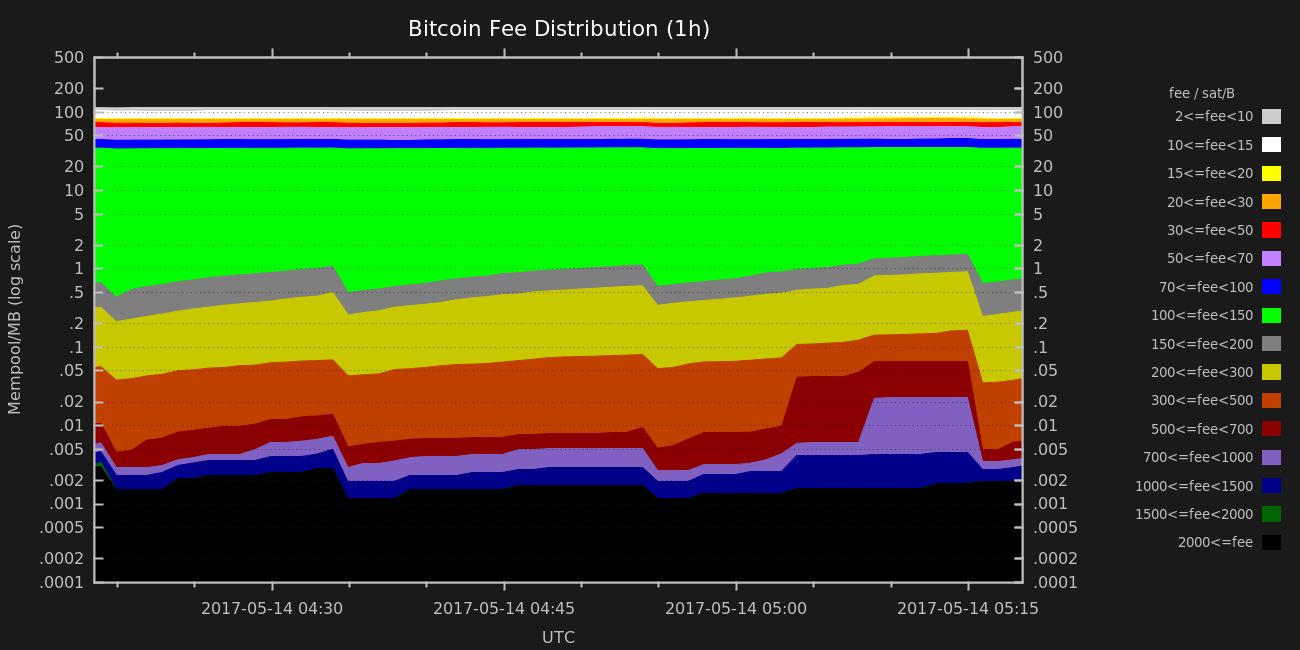 Bitcoin Fee Distribution (1h)
500
200
100
50
20
10
5
2
1
.5
.2
.1
.05
.02
.01
.005
.002
.001
.0005
.0002
.0001
Mempool/MB (log scale)
500
200
100
50
20
10
5
2
1
.5
.2
.1
.05
.02
.01
.005
.002
.001
.0005
.0002
.0001
2017-05-14 04:30
2017-05-14 04:45
2017-05-14 05:00
2017-05-14 05:15
UTC
fee / sat/B
2<=fee<10
10<=fee<15
15<=fee<20
20<=fee<30
30<=fee<50
50<=fee<70
70<=fee<100
100<=fee<150
150<=fee<200
200<=fee<300
300<=fee<500
500<=fee<700
700<=fee<1000
1000<=fee<1500
1500<=fee<2000
2000<=fee